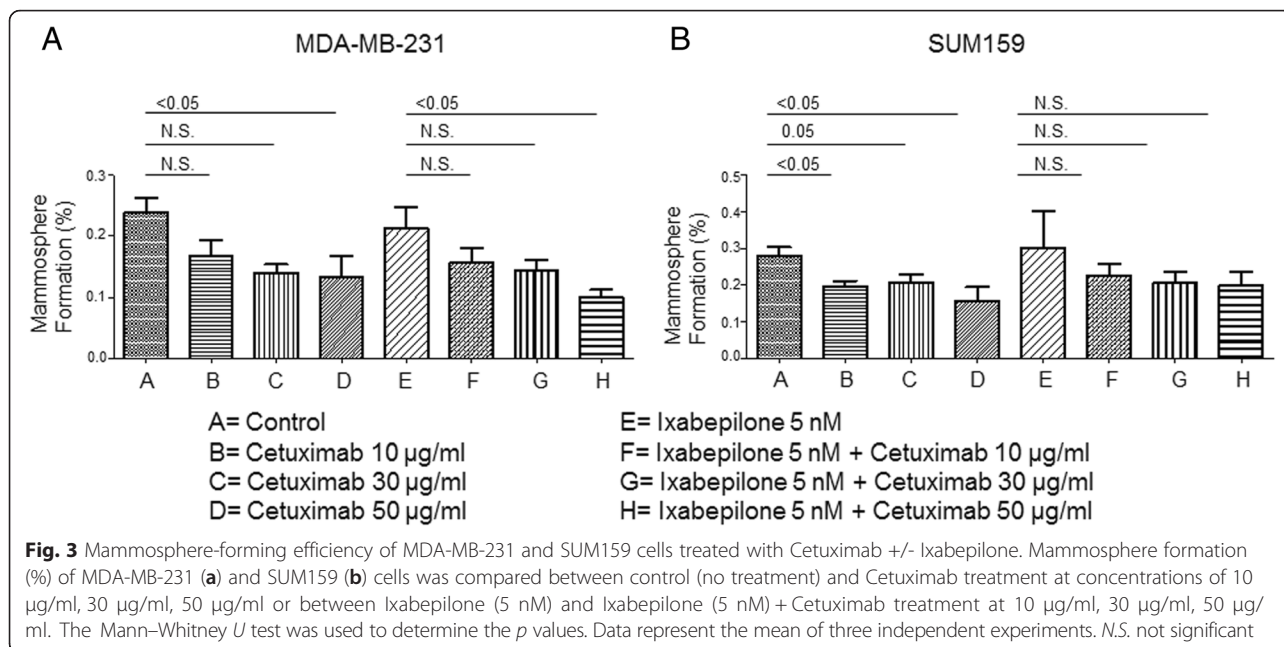 A
MDA-MB-231
<0.05
N.S.
N.S.
<0.05
N.S.
N.S.
Mammosphere
Formation (%)
0.3
0.2
0.1
0.0
A B C D E F G H
B
SUM159
<0.05
0.05
<0.05
N.S.
N.S.
N.S.
Mammosphere
Formation (%)
0.5
0.4
0.3
0.2
0.1
0.0
A B C D E F G H
A= Control
B= Cetuximab 10 µg/ml
C= Cetuximab 30 µg/ml
D= Cetuximab 50 µg/ml
E= Ixabepilone 5 nM
F= Ixabepilone 5 nM + Cetuximab 10 µg/ml
G= Ixabepilone 5 nM + Cetuximab 30 µg/ml
H= Ixabepilone 5 nM + Cetuximab 50 µg/ml
Fig. 3 Mammosphere-forming efficiency of MDA-MB-231 and SUM159 cells treated with Cetuximab +/- Ixabepilone. Mammosphere formation
(%) of MDA-MB-231 (a) and SUM159 (b) cells was compared between control (no treatment) and Cetuximab treatment at concentrations of 10
µg/ml, 30 µg/ml, 50 µg/ml or between Ixabepilone (5 nM) and Ixabepilone (5 nM) + Cetuximab treatment at 10 µg/ml, 30 µg/ml, 50 µg/
ml. The Mann–Whitney U test was used to determine the p values. Data represent the mean of three independent experiments. N.S. not significant